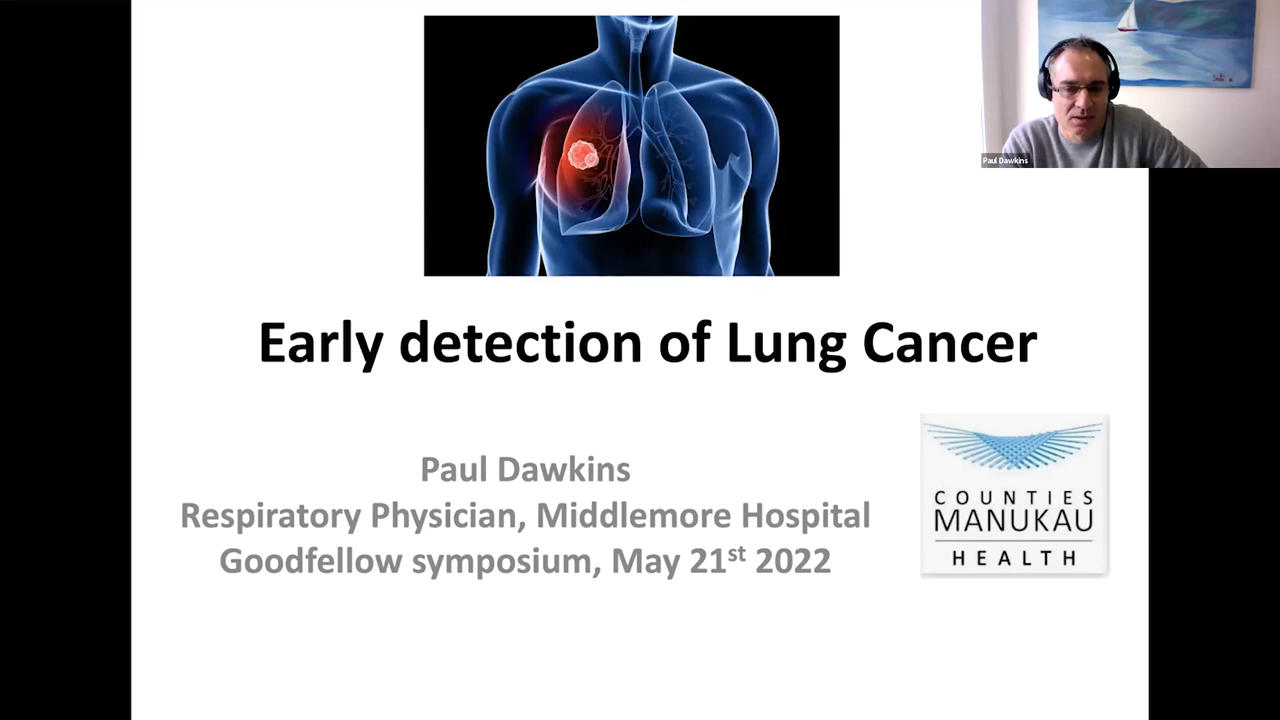 Paul Dawkins
Early detection of Lung Cancer
Paul Dawkins
Respiratory Physician, Middlemore Hospital
Goodfellow symposium, May 21st 2022
COUNTIES
MANUKAU
HEALTH